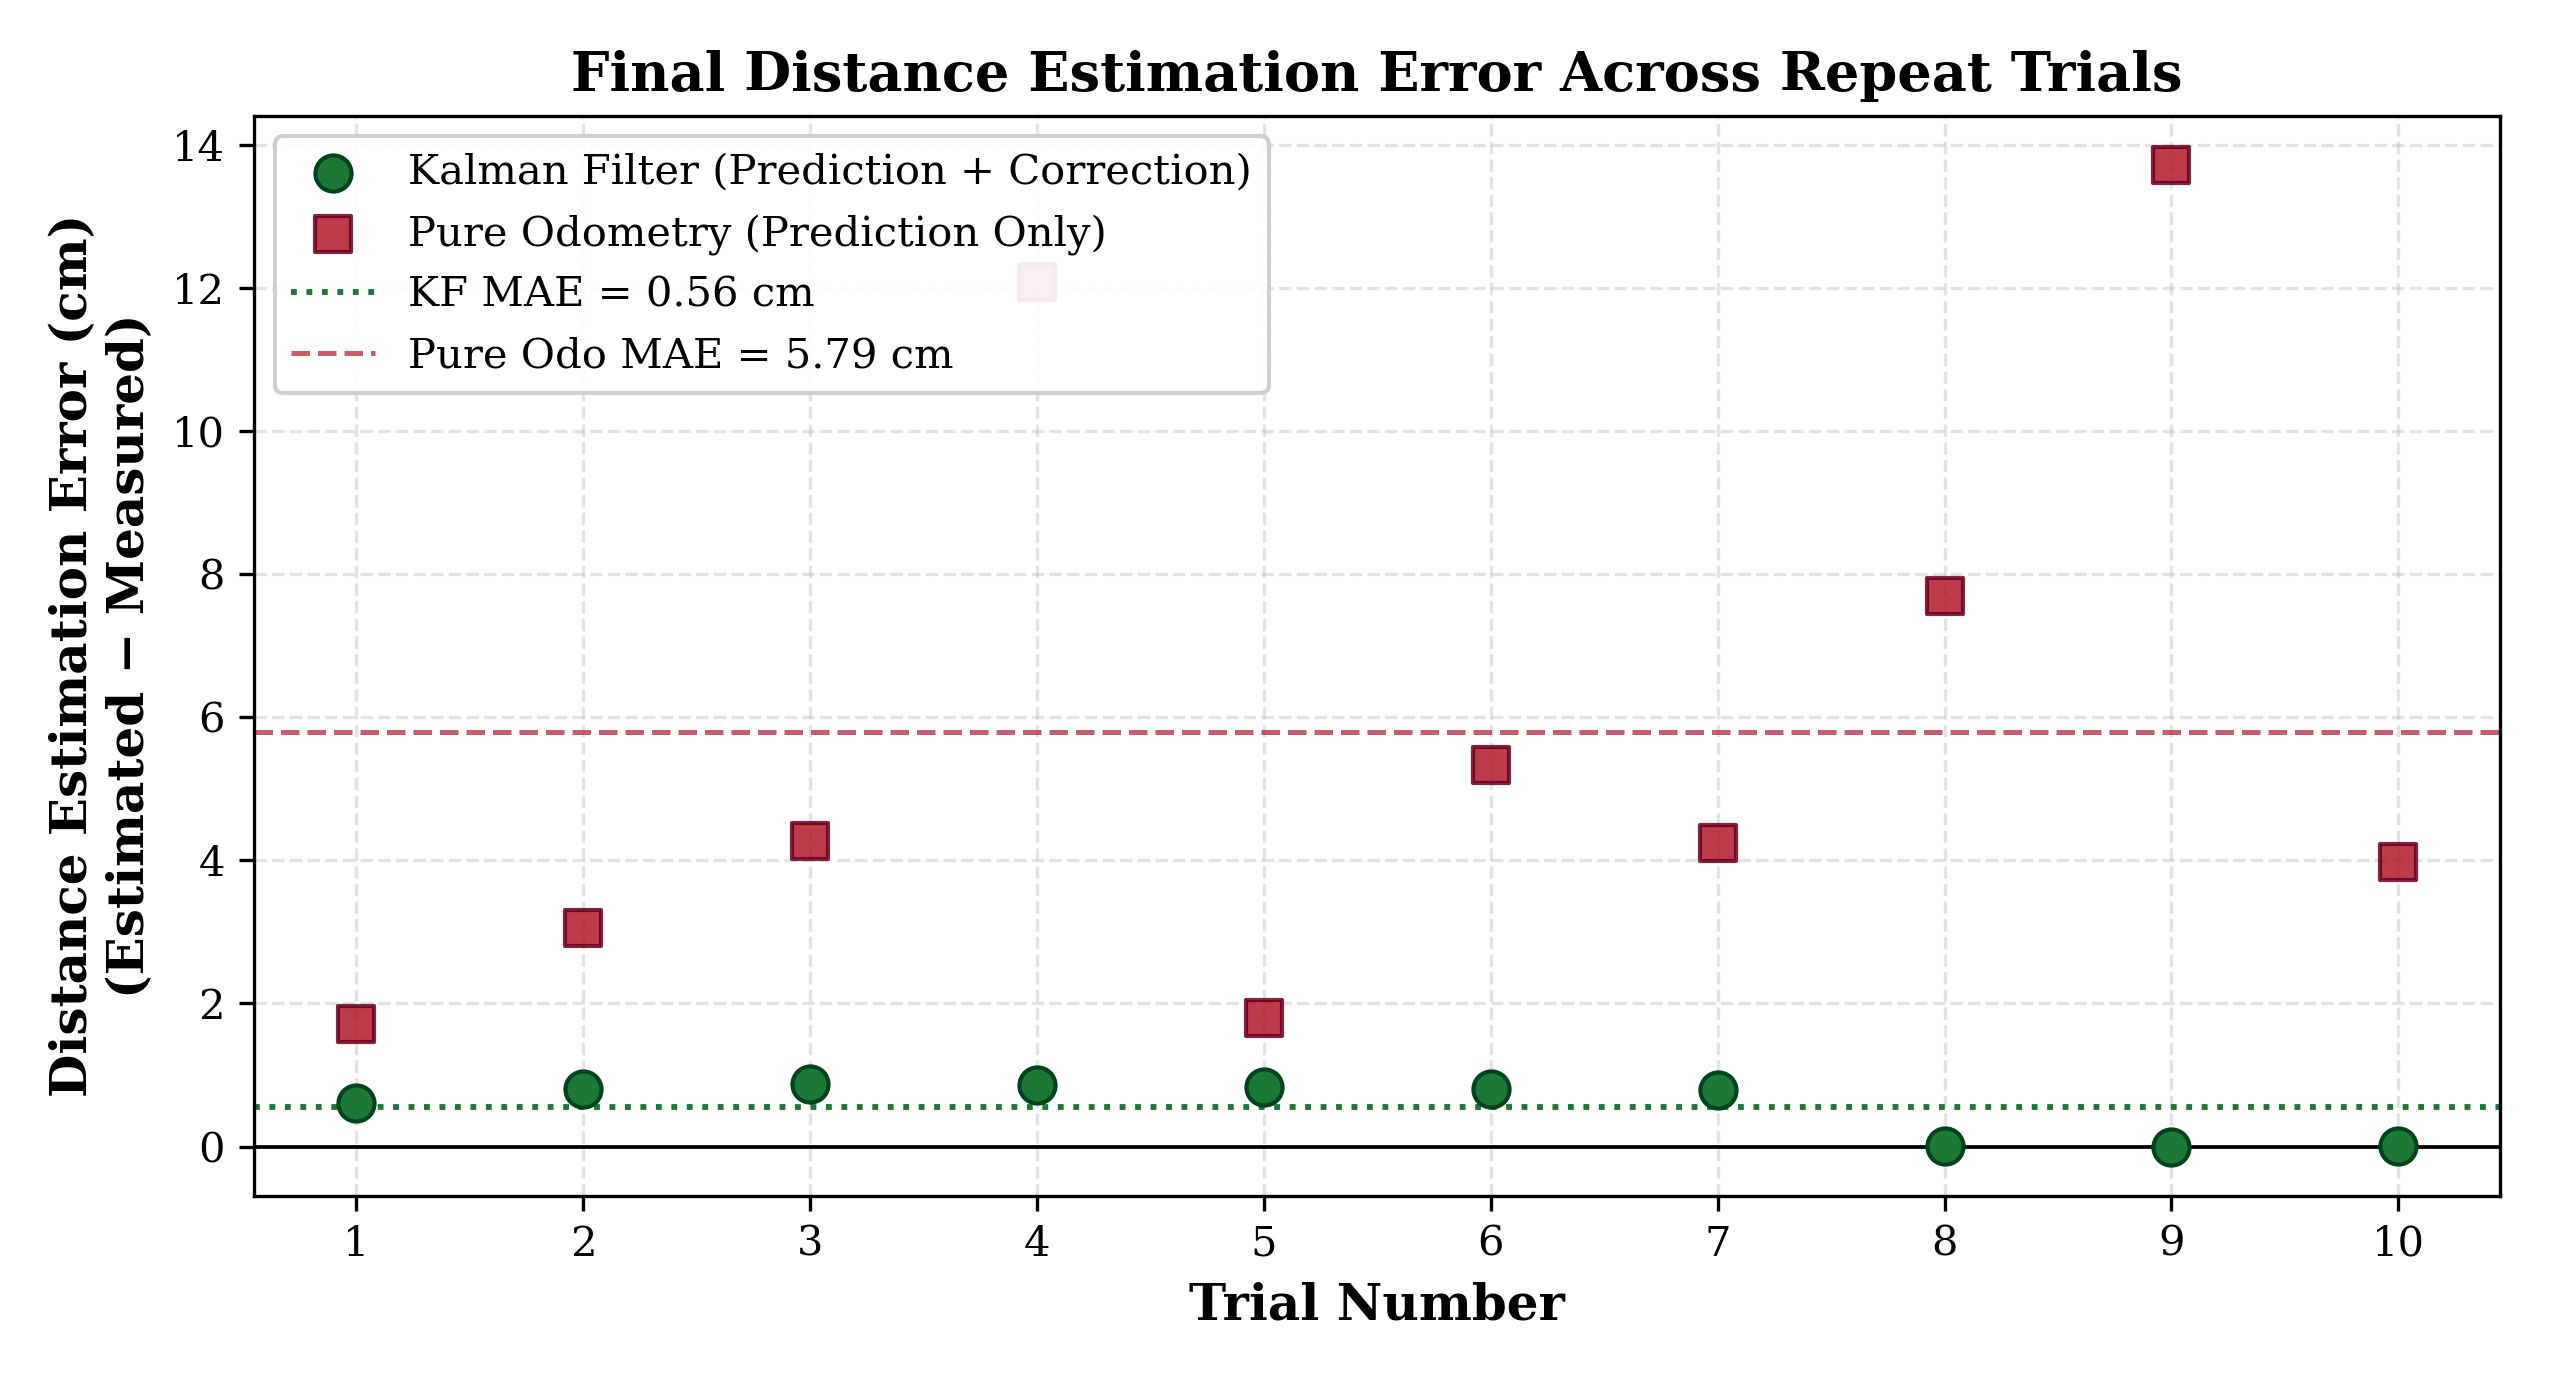 Final Distance Estimation Error Across Repeat Trials
Distance Estimation Error (cm)
(Estimated − Measured)
14
12
10
8
6
4
2
0
Kalman Filter (Prediction + Correction)
Pure Odometry (Prediction Only)
KF MAE = 0.56 cm
Pure Odo MAE = 5.79 cm
1 2 3 4 5 6 7 8 9 10
Trial Number